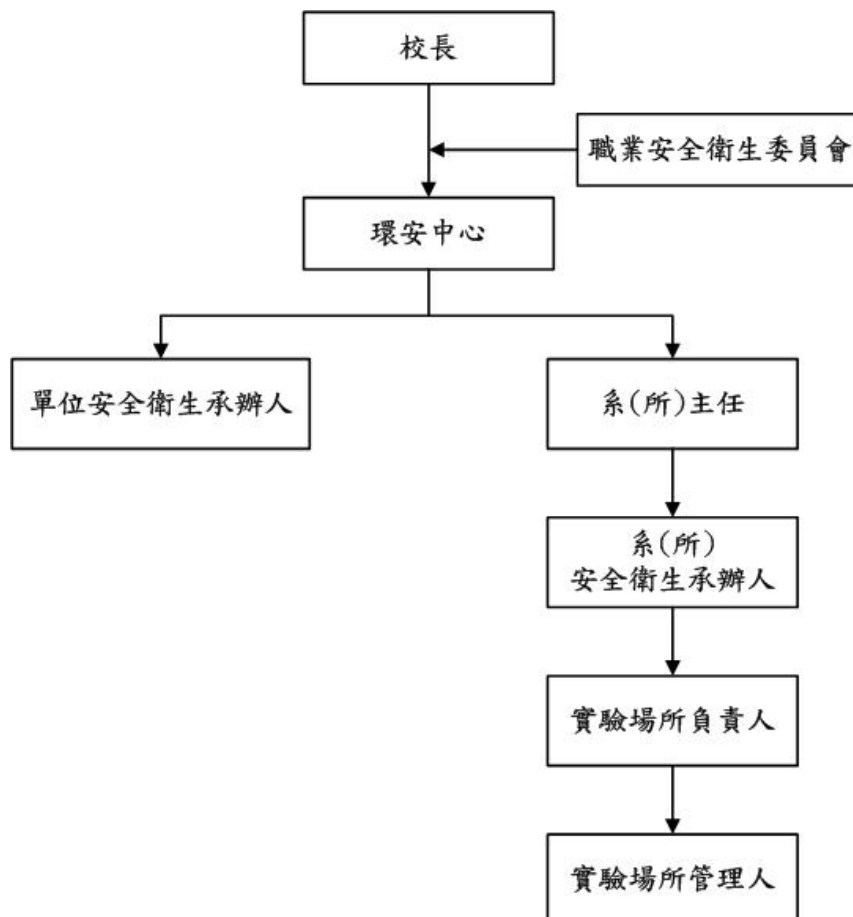 校長
職業安全衛生委員會
環安中心
單位安全衛生承辦人
系(所)主任
系(所)
安全衛生承辦人
實驗場所負責人
實驗場所管理人